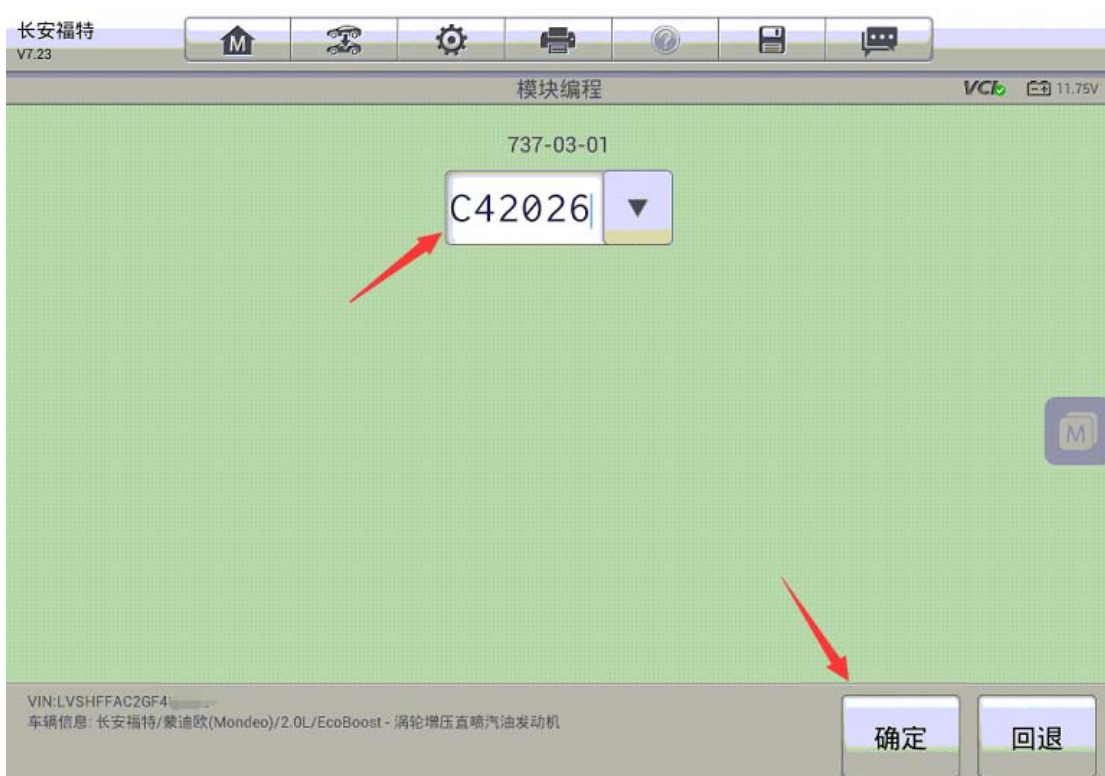 长安福特
V7.23
M
模块编程
VCI
11.75V
737-03-01
C42026
▼
M
VIN:LVSHFFAC2GF4
车辆信息: 长安福特/蒙迪欧(Mondeo)/2.0L/EcoBoost - 涡轮增压直喷汽油发动机
确定
回退